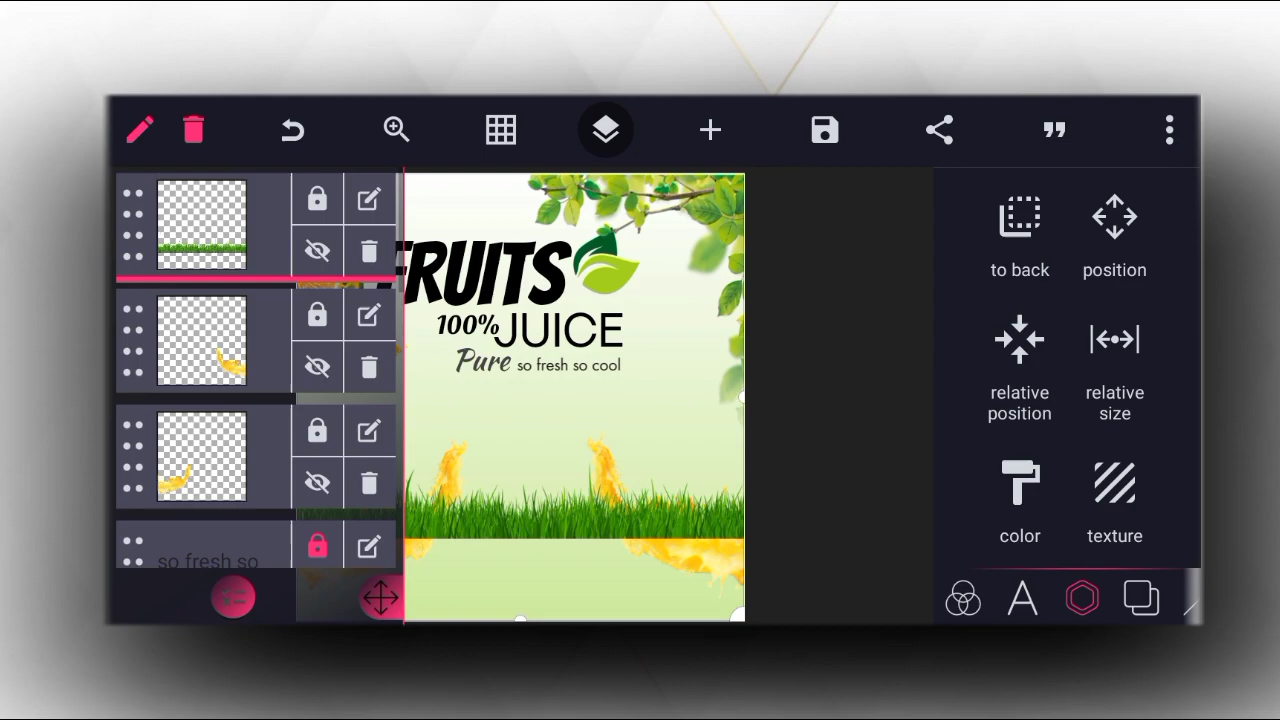 FRUITS
100% JUICE
Pure so fresh so cool
so fresh so
to back
position
relative
position
relative
size
color
texture